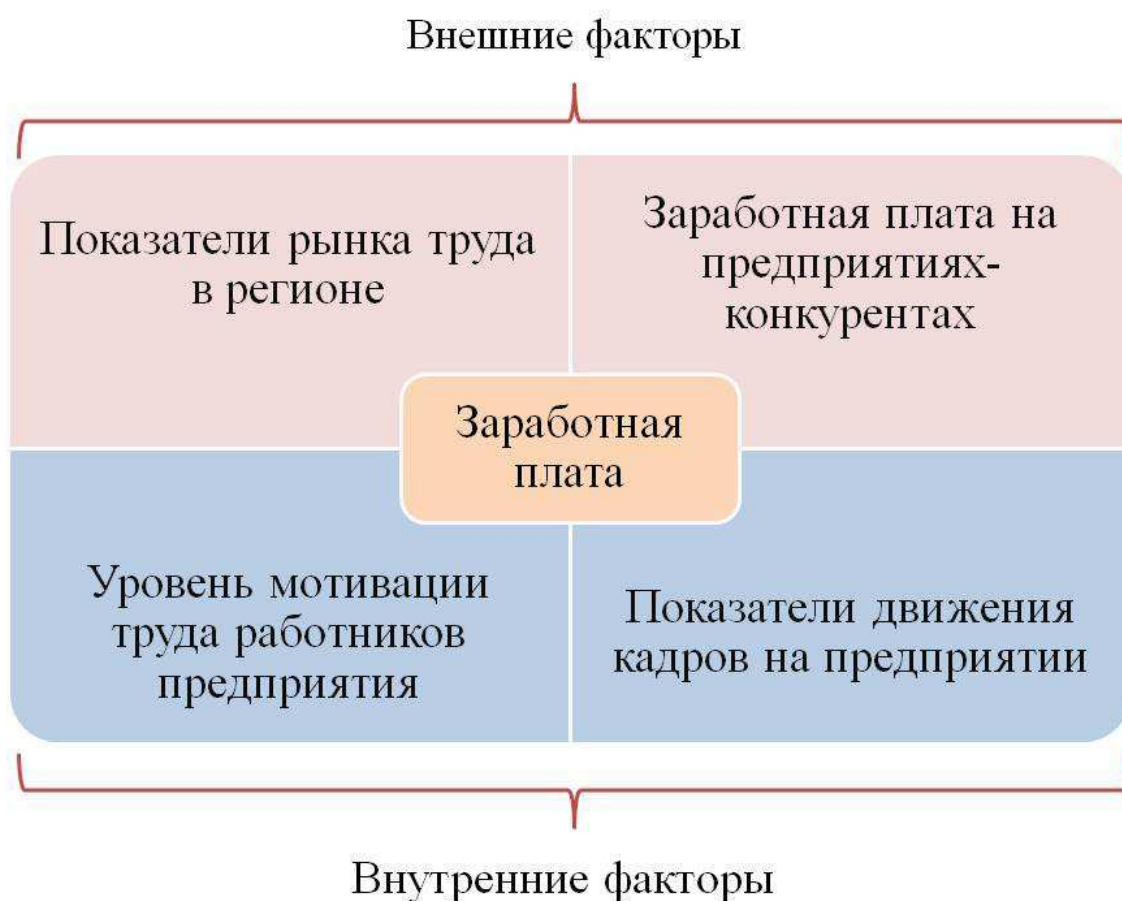 Внешние факторы
Показатели рынка труда
в регионе
Заработная плата на
предприятиях-
конкурентах
Заработная
плата
Уровень мотивации
труда работников
предприятия
Показатели движения
кадров на предприятии
Внутренние факторы